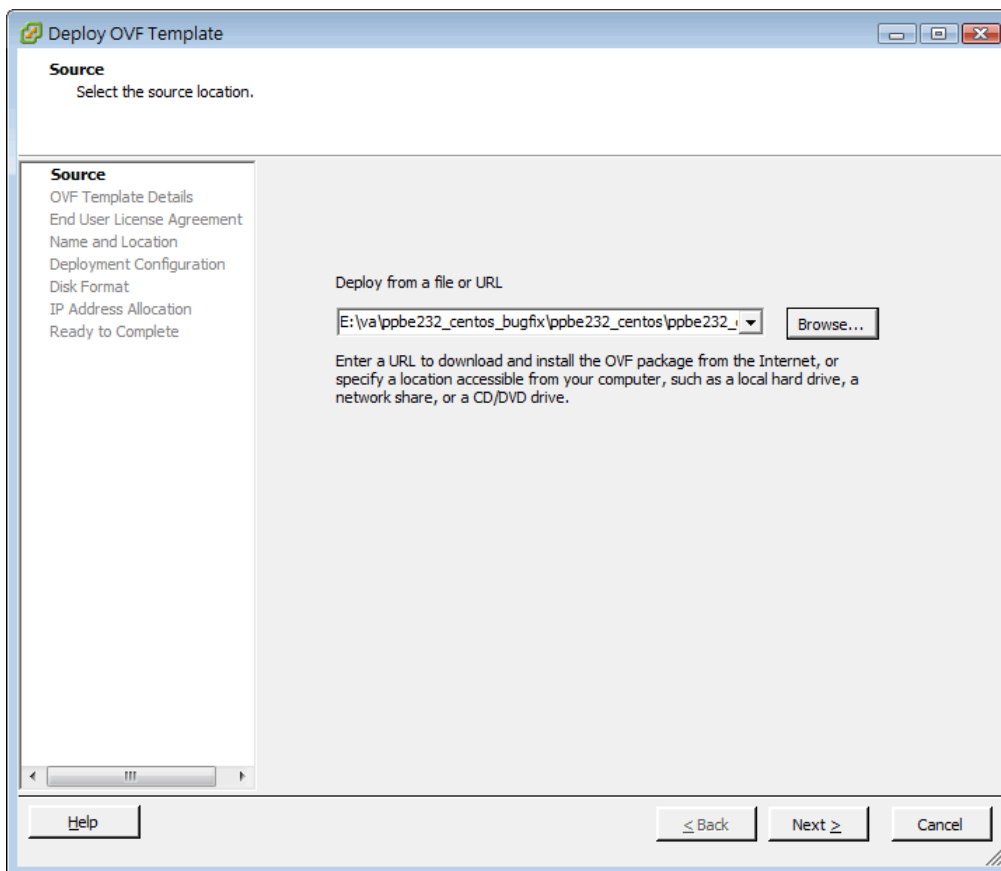 Deploy OVF Template
Source
Select the source location.
Source
OVF Template Details
End User License Agreement
Name and Location
Deployment Configuration
Disk Format
IP Address Allocation
Ready to Complete
Deploy from a file or URL
E:\va\ppbe232_centos_bugfix\ppbe232_centos\ppbe232_
Browse...
Enter a URL to download and install the OVF package from the Internet, or
specify a location accessible from your computer, such as a local hard drive, a
network share, or a CD/DVD drive.
Help
< Back
Next >
Cancel